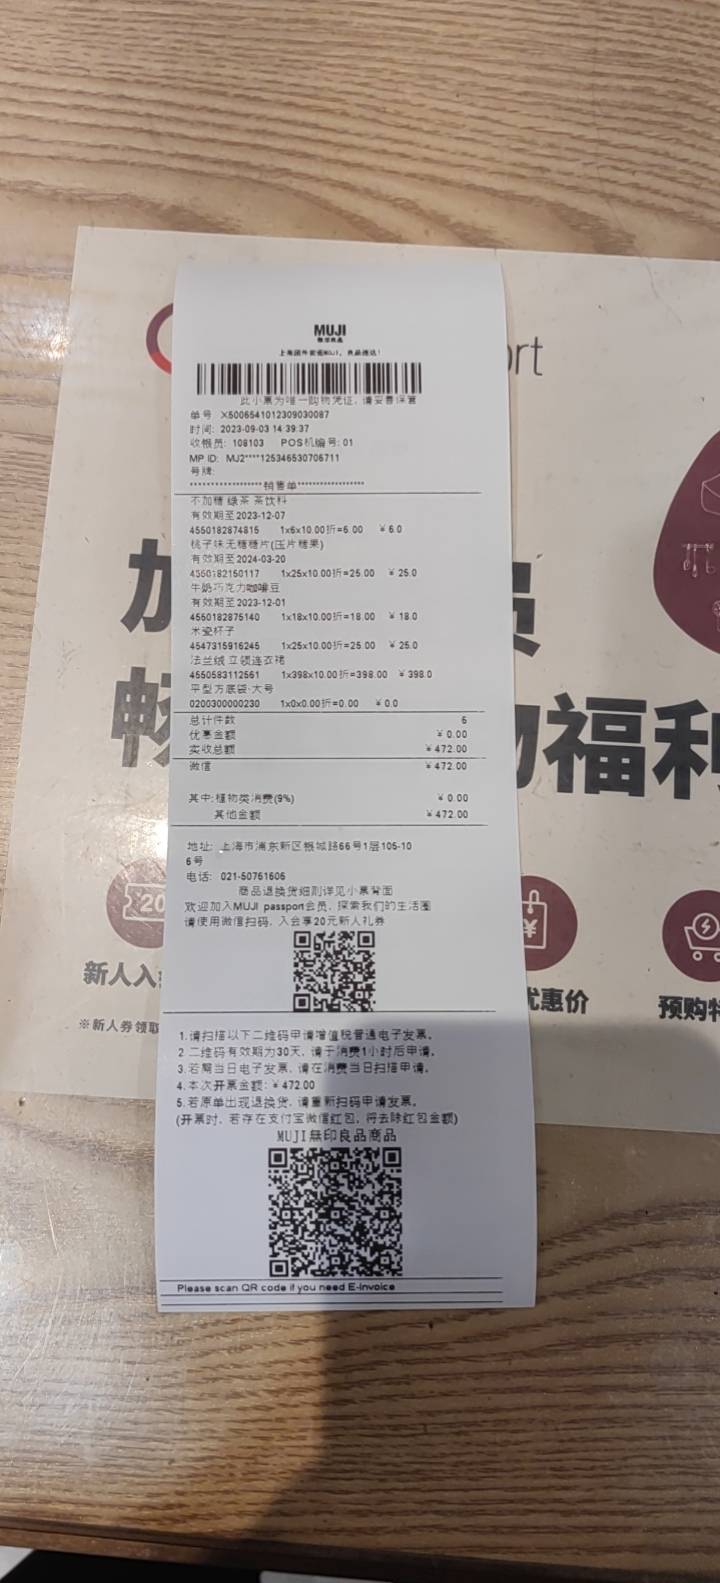 MUJI
無印良品
此小票为唯一购物凭证, 请妥善保管
单号 X5006541012309030087
时间: 2023-09-03 14:39:37
收银员: 108103 POS机编号: 01
MP ID: MJ2****125346530706711
号牌:
******************销售单*****************
不加糖 绿茶 茶饮料
有效期至2023-12-07
4550182874815 1x6x10.00折=6.00 ¥6.0
桃子味无糖糖片(压片糖果)
有效期至2024-03-20
4550182150117 1x25x10.00折=25.00 ¥25.0
牛奶巧克力咖啡豆
有效期至2023-12-01
4550182875140 1x18x10.00折=18.00 ¥18.0
米瓷杯子
4547315916245 1x25x10.00折=25.00 ¥25.0
法兰绒 立领连衣裙
4550583112561 1x398x10.00折=398.00 ¥398.0
平型方底袋·大号
0200300000230 1x0x0.00折=0.00 ¥0.0
总计件数 6
优惠金额 ¥0.00
实收总额 ¥472.00
微信 ¥472.00
其中:植物类消费(9%) ¥0.00
其他金额 ¥472.00
地址: 上海市浦东新区银城路66号1层105-10
6号
电话: 021-50761606
商品退换货细则详见小票背面
欢迎加入MUJI passport会员, 探索我们的生活圈
请使用微信扫码, 入会享20元新人礼券
1.请扫描以下二维码申请增值税普通电子发票。
2 二维码有效期为30天, 请于消费1小时后申请。
3.若需当日电子发票, 请在消费当日扫描申请。
4.本次开票金额: ¥472.00
5.若原单出现退换货, 请重新扫码申请发票。
(开票时, 若存在支付宝微信红包, 将去除红包金额)
MUJI無印良品商品
Please scan QR code if you need E-Invoice
ort
加 员
畅 物福利
20 ¥
新人入 优惠价 预购特
※新人券领取